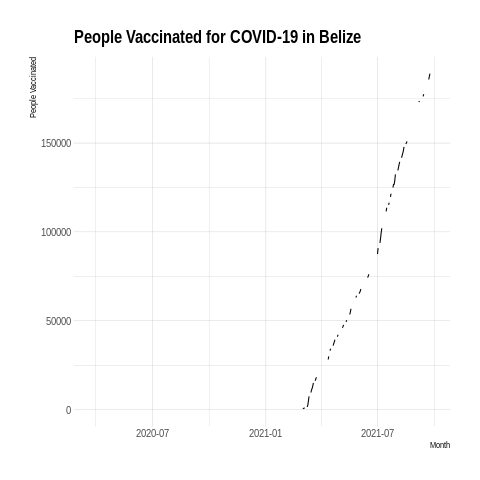 People Vaccinated for COVID-19 in Belize
People Vaccinated
150000
100000
50000
0
2020-07
2021-01
2021-07
Month